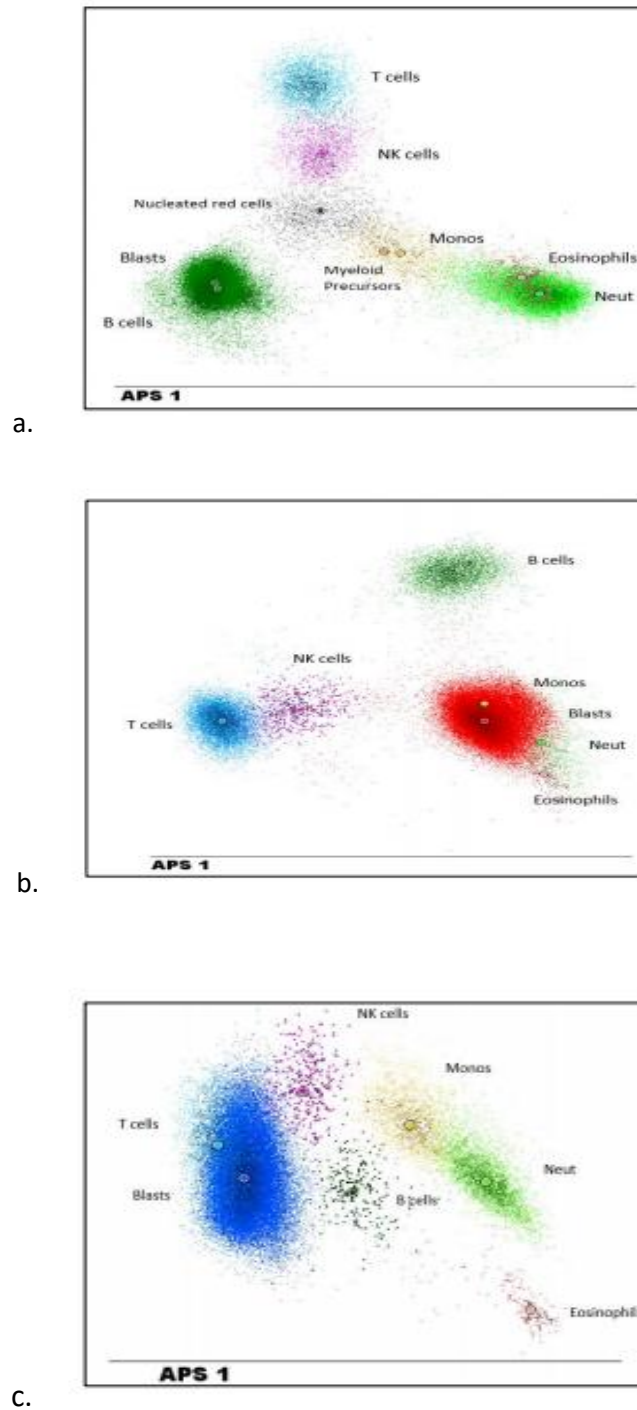 T cells
NK cells
Nucleated red cells
Monos
Blasts
Eosinophils
Myeloid
Precursors
Neut
B cells
APS 1
a.
B cells
NK cells
Monos
T cells
Blasts
Neut
Eosinophils
APS 1
b.
NK cells
Monos
T cells
Neut
Blasts
B cells
Eosinophil
APS 1
c.